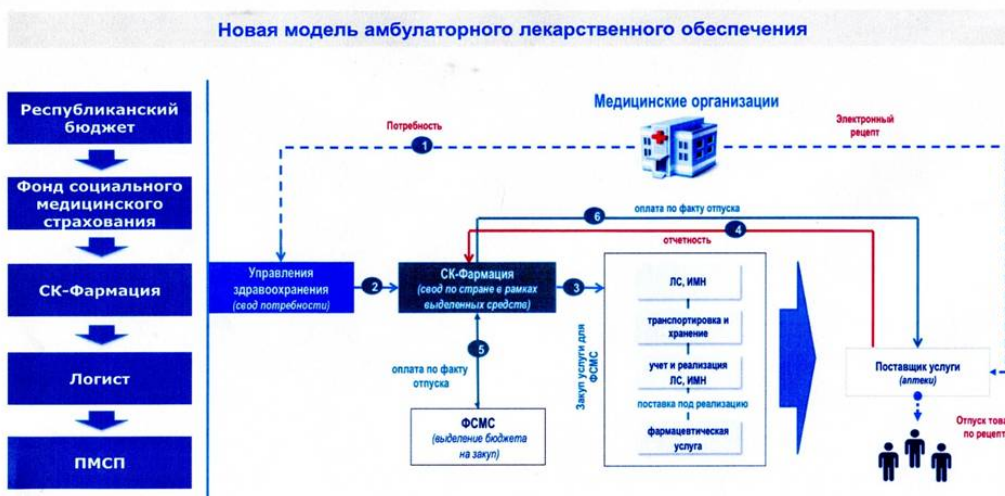 Новая модель амбулаторного лекарственного обеспечения
Республиканский
бюджет
Фонд социального
медицинского
страхования
СК-Фармация
Логист
ПМСП
Медицинские организации
Потребность
1
Электронный
рецепт
6
оплата по факту отпуска
4
отчетность
Управления
здравоохранения
(свод потребности)
2
СК-Фармация
(свод по стране в рамках
выделенных средств)
3
Закуп услуги для
ФСМС
ЛС, ИМН
транспортировка и
хранение
учет и реализация
ЛС, ИМН
поставка под реализацию
фармацевтическая
услуга
5
оплата по факту
отпуска
ФСМС
(выделение бюджета
на закуп)
Поставщик услуги
(аптеки)
Отпуск това
по рецепт